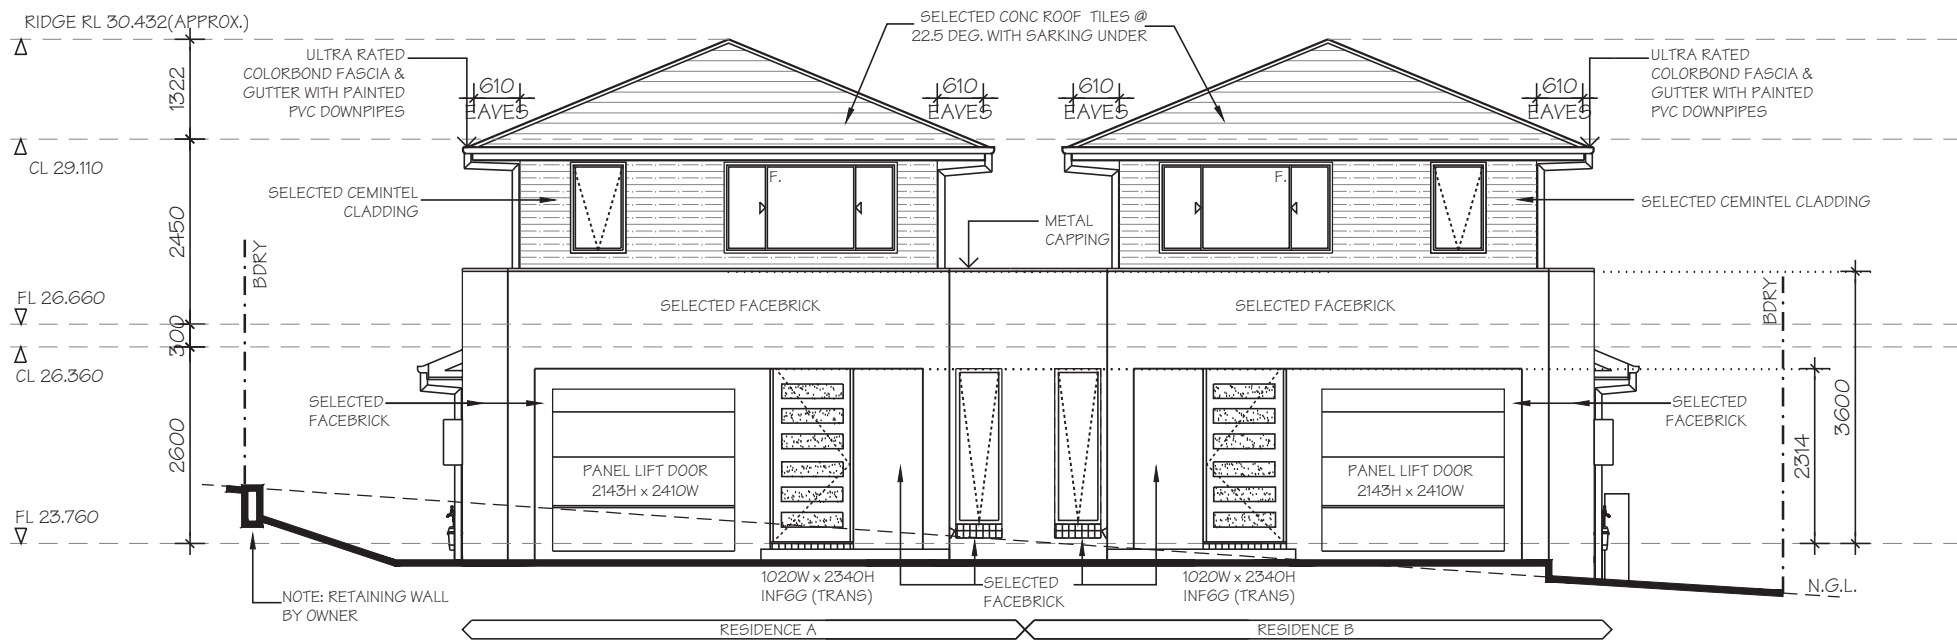 RIDGE RL 30.432(APPROX.)
SELECTED CONC ROOF TILES @
22.5 DEG. WITH SARKING UNDER
ULTRA RATED
COLORBOND FASCIA &
GUTTER WITH PAINTED
PVC DOWNPIPES
ULTRA RATED
COLORBOND FASCIA &
GUTTER WITH PAINTED
PVC DOWNPIPES
1322
610
EAVES
610
EAVES
610
EAVES
610
EAVES
CL 29.110
F.
F.
SELECTED CEMINTEL
CLADDING
SELECTED CEMINTEL CLADDING
2450
METAL
CAPPING
BDRY
BDRY
FL 26.660
SELECTED FACEBRICK
SELECTED FACEBRICK
300
CL 26.360
SELECTED
FACEBRICK
SELECTED
FACEBRICK
3600
2600
2314
PANEL LIFT DOOR
2143H x 2410W
PANEL LIFT DOOR
2143H x 2410W
FL 23.760
1020W x 2340H
INF6G (TRANS)
SELECTED
FACEBRICK
1020W x 2340H
INF6G (TRANS)
N.G.L.
NOTE: RETAINING WALL
BY OWNER
RESIDENCE A
RESIDENCE B